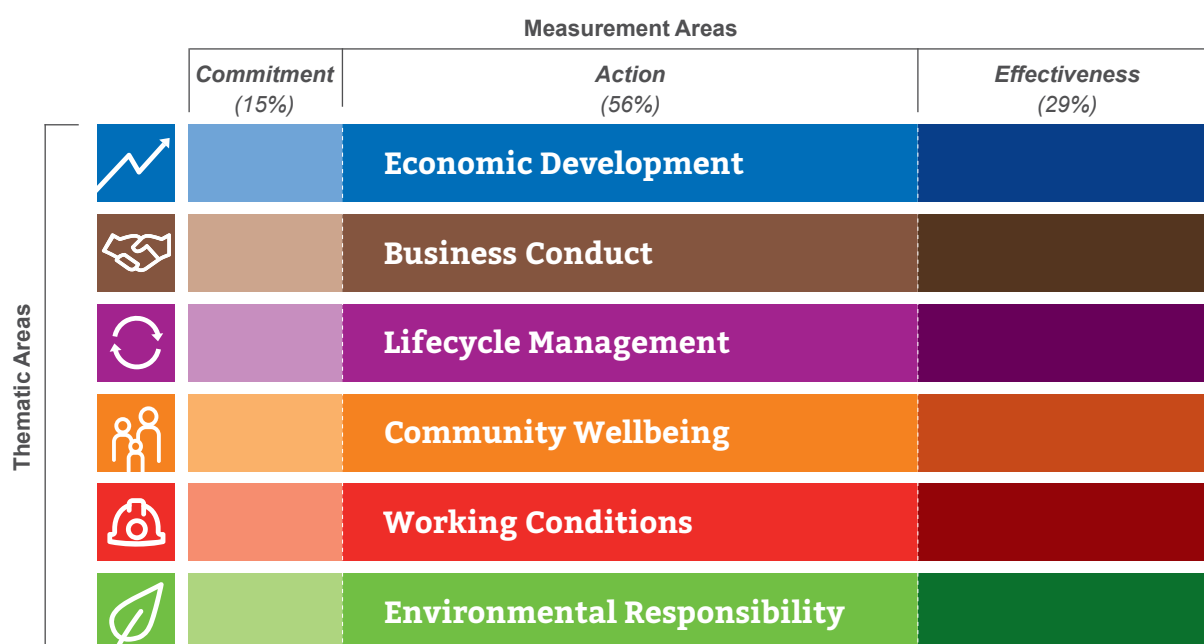 Measurement Areas
Commitment Action Effectiveness
(15%) (56%) (29%)
Thematic Areas
Economic Development
Business Conduct
Lifecycle Management
Community Wellbeing
Working Conditions
Environmental Responsibility